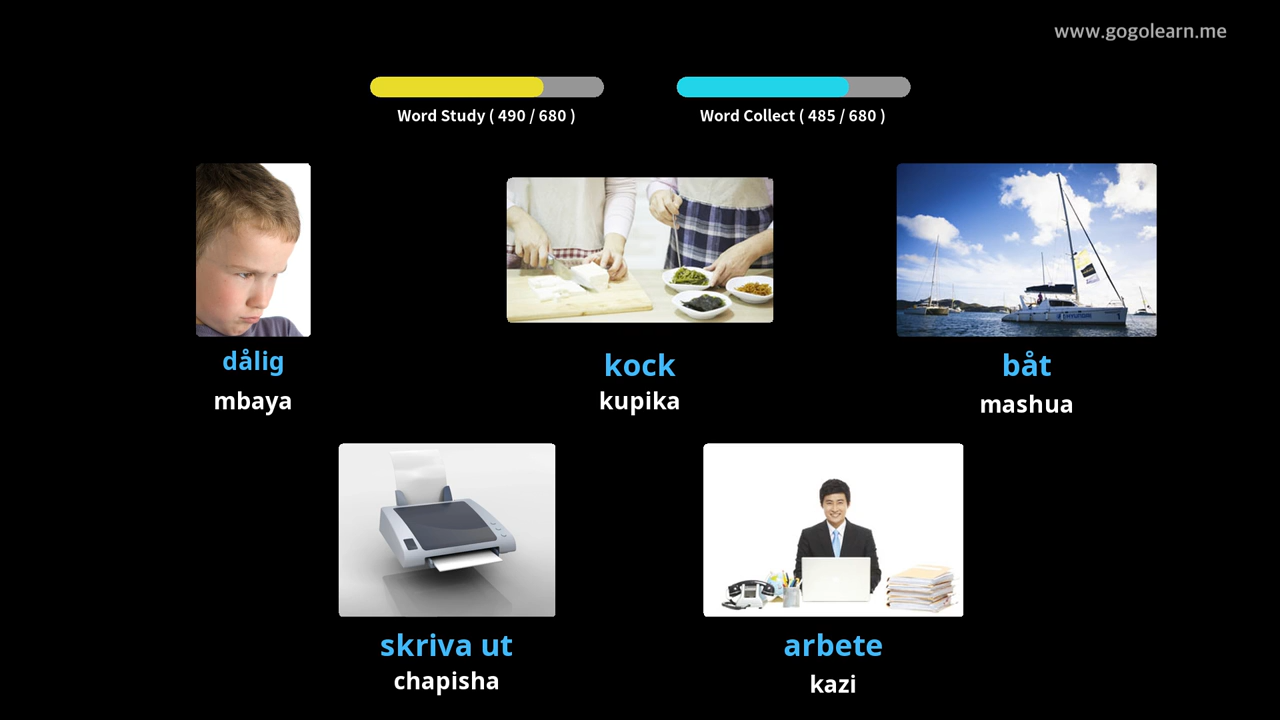 www.gogolearn.me
Word Study ( 490 / 680 )
Word Collect ( 485 / 680 )
dålig
mbaya
kock
kupika
båt
mashua
skriva ut
chapisha
arbete
kazi